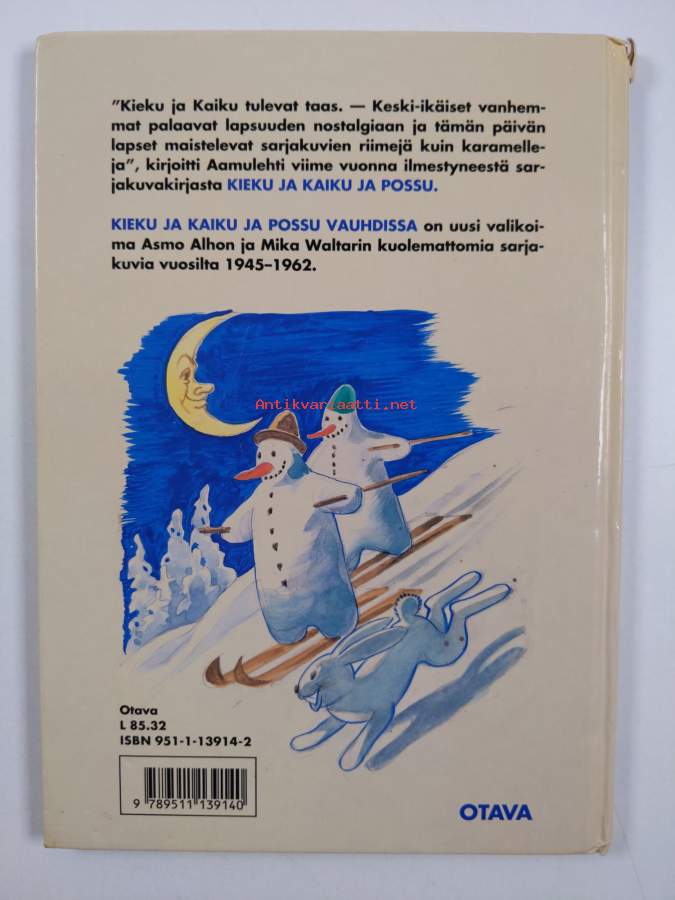 ”Kieku ja Kaiku tulevat taas. — Keski-ikäiset vanhem-
mat palaavat lapsuuden nostalgiaan ja tämän päivän
lapset maistelevat sarjakuvien riimejä kuin karamelle-
ja”, kirjoitti Aamulehti viime vuonna ilmestyneestä sar-
jakuvakirjasta KIEKU JA KAIKU JA POSSU.
KIEKU JA KAIKU JA POSSU VAUHDISSA on uusi valikoi-
ma Asmo Alhon ja Mika Waltarin kuolemattomia sarja-
kuvia vuosilta 1945–1962.
Antikvariaatti.net
Otava
L 85.32
ISBN 951-1-13914-2
9 789511 139140
OTAVA